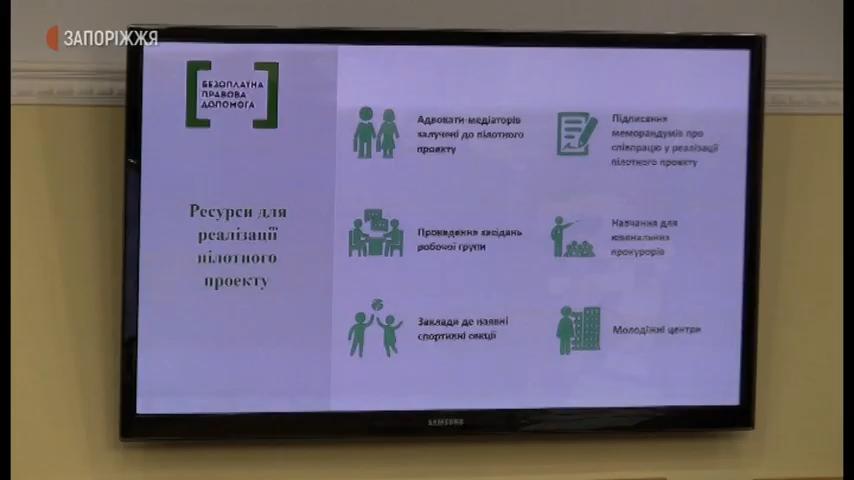 ЗАПОРІЖЖЯ
БЕЗОПЛАТНА
ПРАВОВА
ДОПОМОГА
Ресурси для
реалізації
пілотного
проекту
Адвокати-медіаторів
залучені до пілотного
проекту
Підписання
меморандумів про
співпрацю у реалізації
пілотного проекту
Проведення засідань
робочої групи
Навчання для
ювенальних
прокурорів
Заклади де наявні
спортивні секції
Молодіжні центри
SAMSUNG